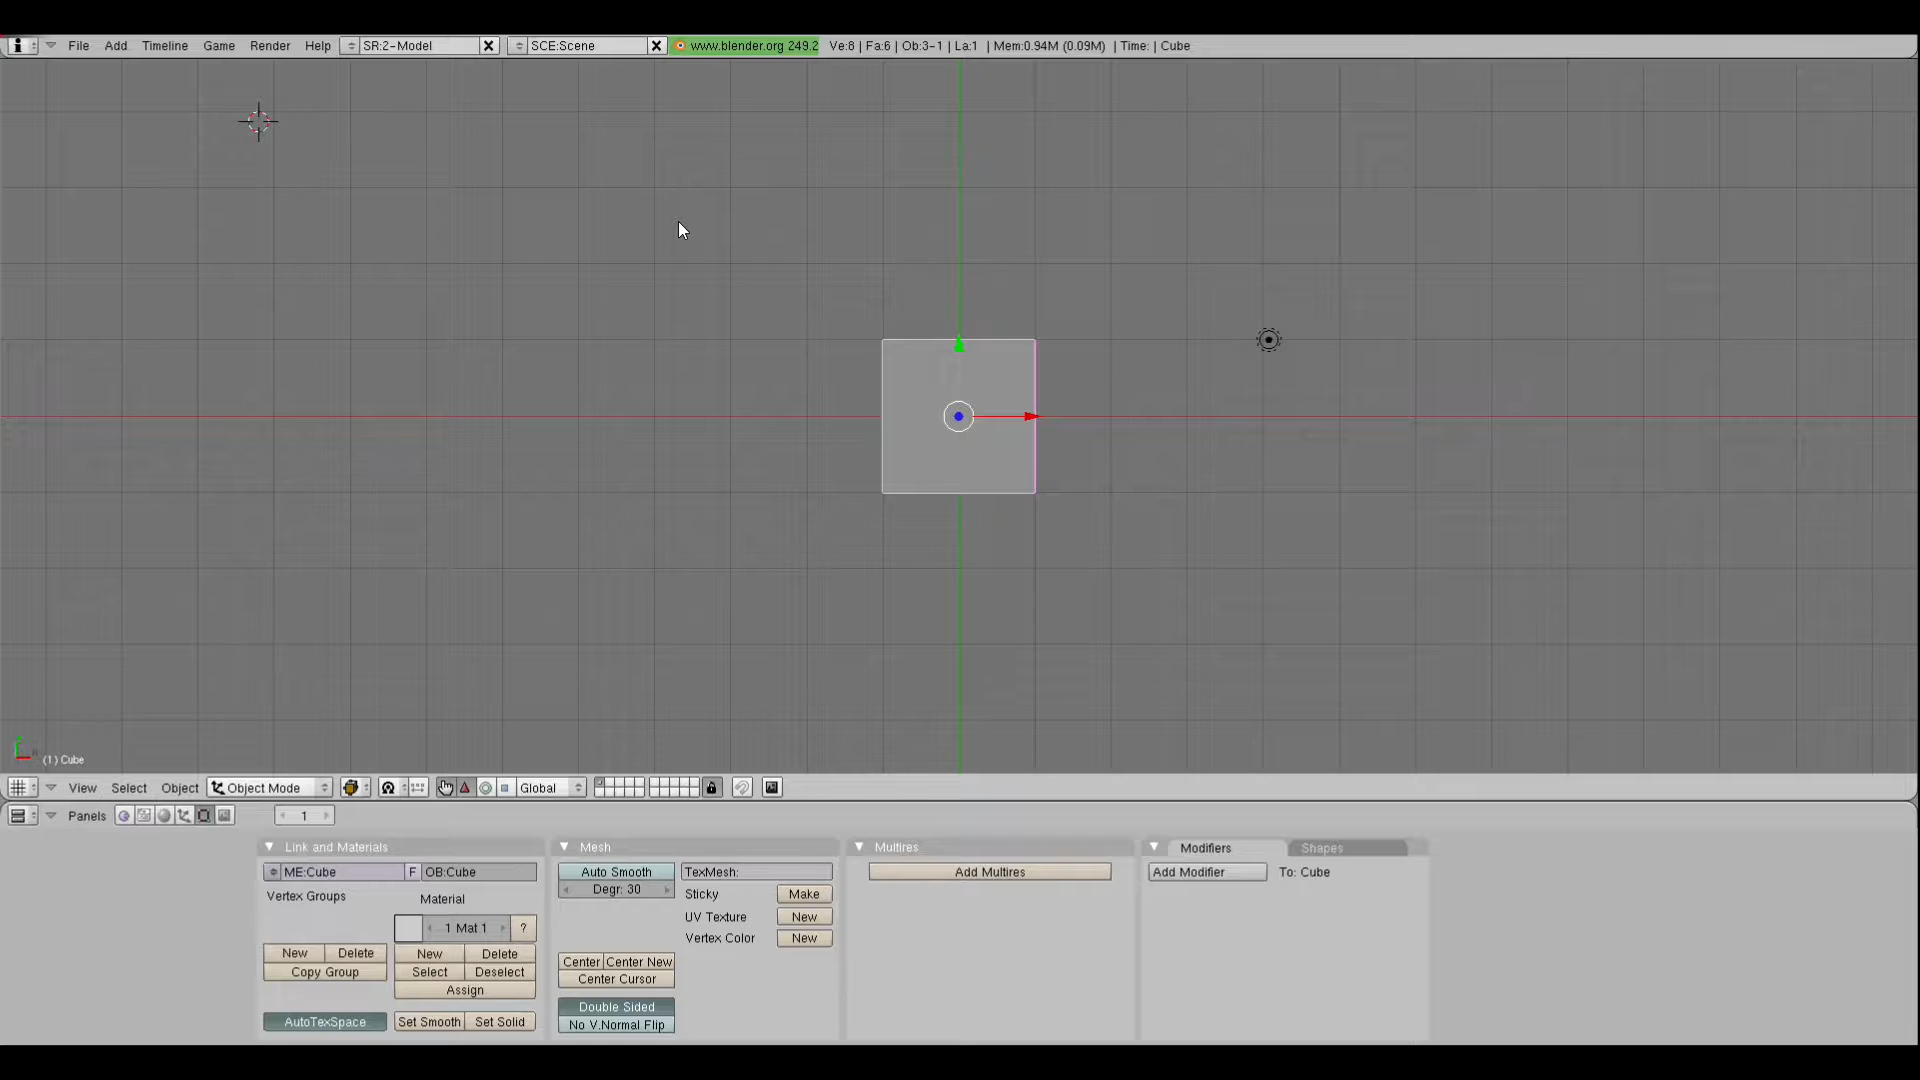 File Add Timeline Game Render Help SR:2-Model SCE:Scene www.blender.org 249.2 Ve:8 | Fa:6 | Ob:3-1 | La:1 | Mem:0.94M (0.09M) | Time: | Cube
(1) Cube
View Select Object Object Mode Global
Panels 1
Link and Materials Mesh Multires Modifiers Shapes
ME:Cube F OB:Cube Auto Smooth TexMesh: Add Multires Add Modifier To: Cube
Degr: 30
Vertex Groups Material Sticky Make
UV Texture New
1 Mat 1 ? Vertex Color New
New Delete New Delete Center Center New
Copy Group Select Deselect Center Cursor
Assign
Double Sided
AutoTexSpace Set Smooth Set Solid No V.Normal Flip